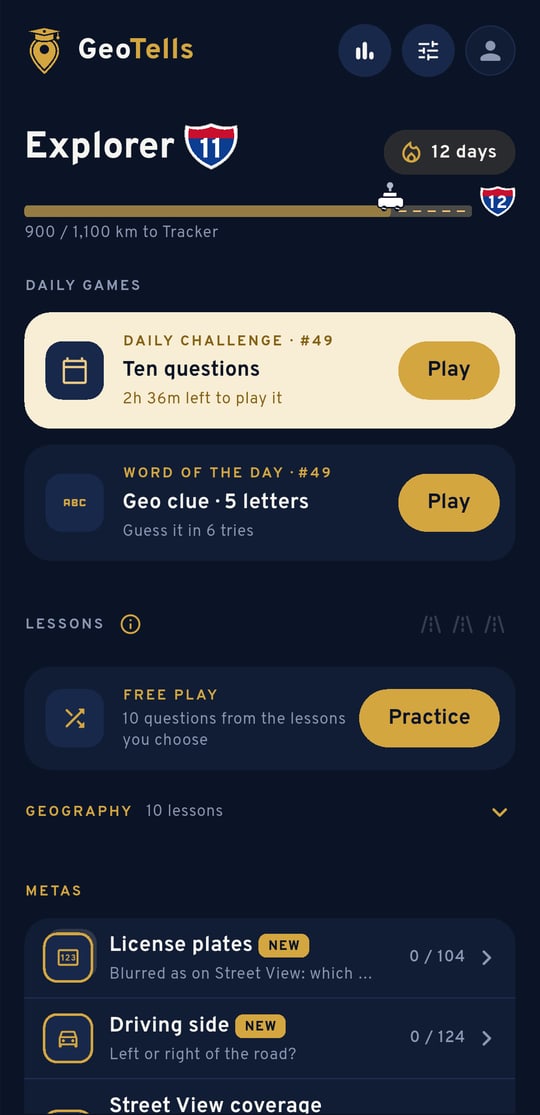 GeoTells
Explorer 11
12 days
12
900 / 1,100 km to Tracker
DAILY GAMES
DAILY CHALLENGE · #49
Ten questions
2h 36m left to play it
Play
WORD OF THE DAY · #49
ABC
Geo clue · 5 letters
Guess it in 6 tries
Play
LESSONS
FREE PLAY
10 questions from the lessons
you choose
Practice
GEOGRAPHY 10 lessons
METAS
123
License plates NEW
Blurred as on Street View: which ...
0 / 104
Driving side NEW
Left or right of the road?
0 / 124
Street View coverage